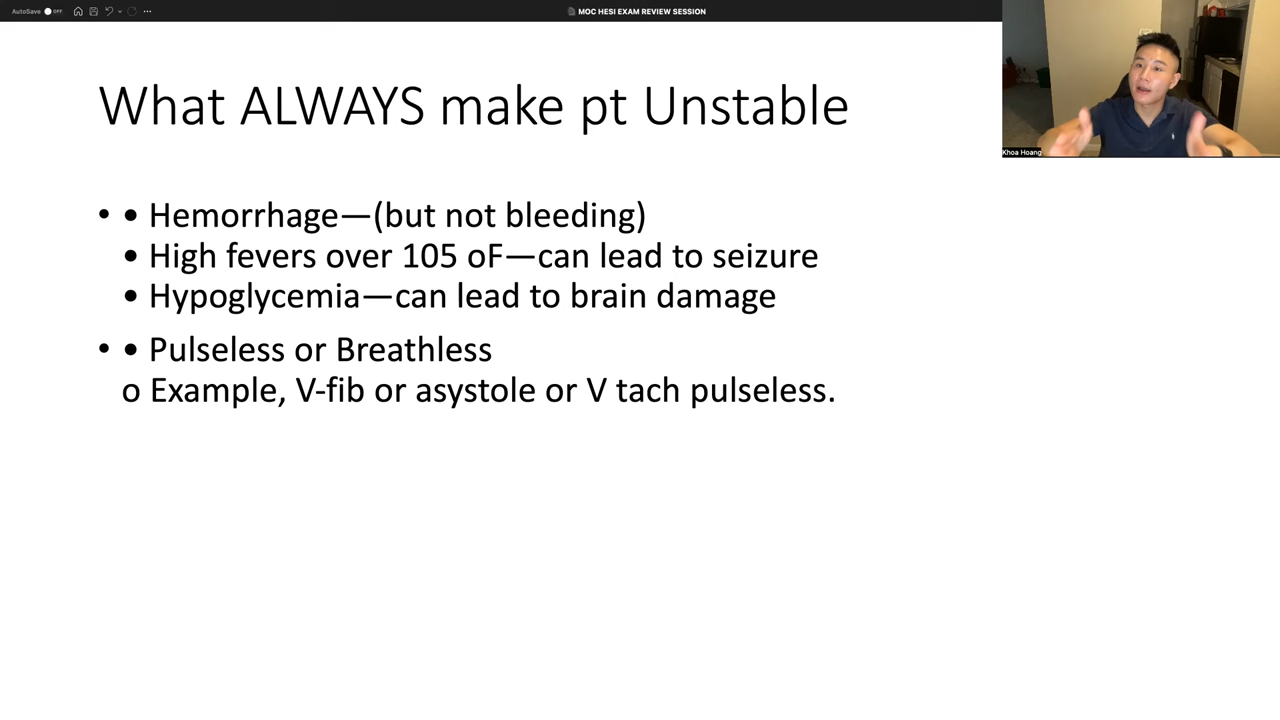 AutoSave OFF
MOC HESI EXAM REVIEW SESSION
What ALWAYS make pt Unstable
• • Hemorrhage—(but not bleeding)
• High fevers over 105 oF—can lead to seizure
• Hypoglycemia—can lead to brain damage
• • Pulseless or Breathless
o Example, V-fib or asystole or V tach pulseless.
Khoa Hoang